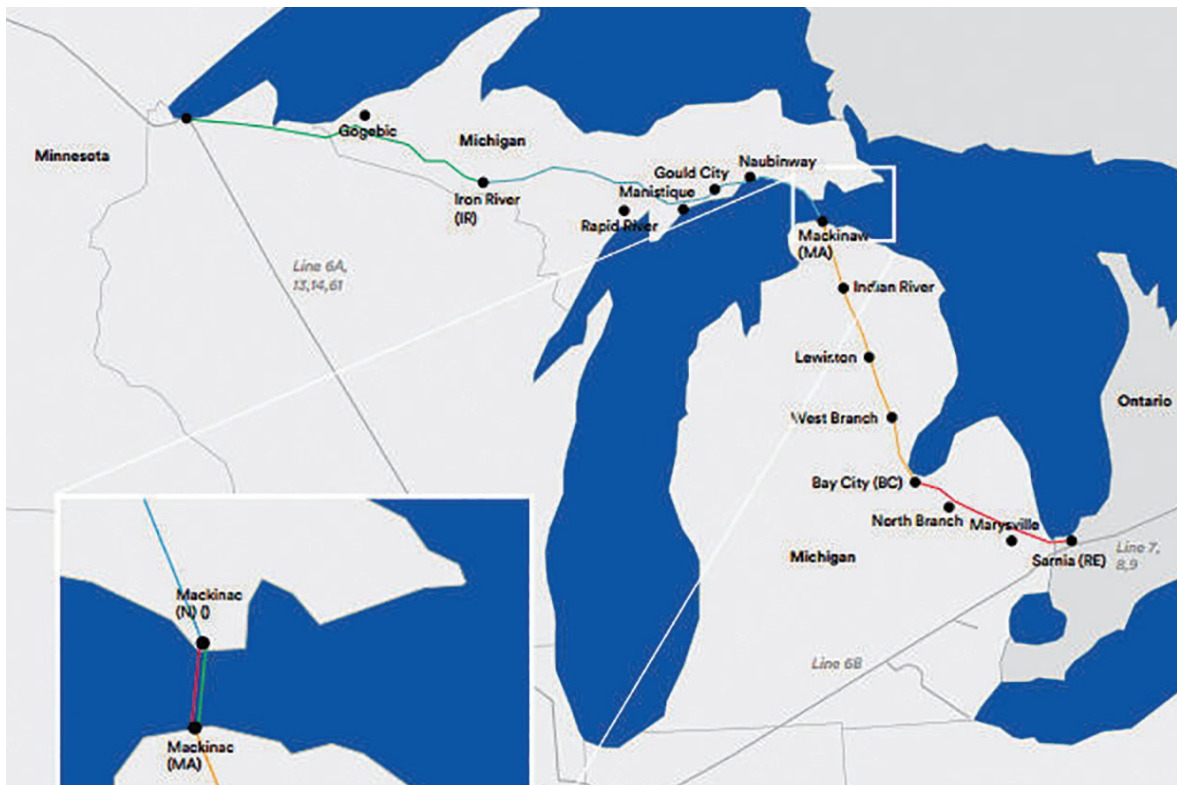 Minnesota
Gogebic
Michigan
Iron River
(IR)
Rapid River
Manistique
Gould City
Naubinway
Mackinaw
(MA)
Line 6A,
13,14,61
Indian River
Lewiston
West Branch
Ontario
Bay City (BC)
North Branch
Marysville
Sarnia (RE)
Line 7,
8,9
Michigan
Line 6B
Mackinac
(N) ()
Mackinac
(MA)